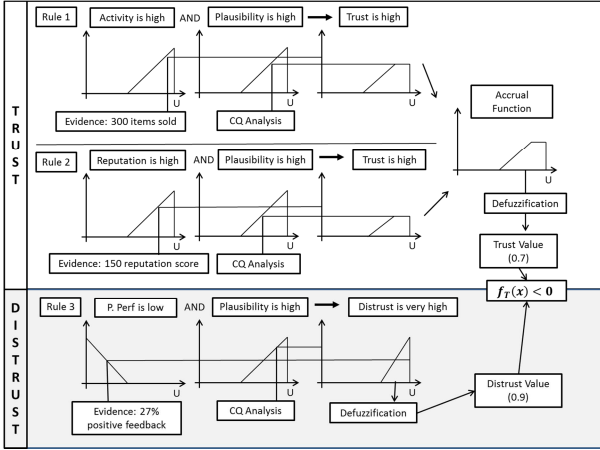 TRUST
Rule 1
Activity is high
AND
Plausibility is high
Trust is high
U
U
U
Evidence: 300 items sold
CQ Analysis
Rule 2
Reputation is high
AND
Plausibility is high
Trust is high
U
U
U
Evidence: 150 reputation score
CQ Analysis
Accrual
Function
U
Defuzzification
Trust Value
(0.7)
f_T(x) < 0
DISTRUST
Rule 3
P. Perf is low
AND
Plausibility is high
Distrust is very high
U
U
U
Evidence: 27%
positive feedback
CQ Analysis
Defuzzification
Distrust Value
(0.9)